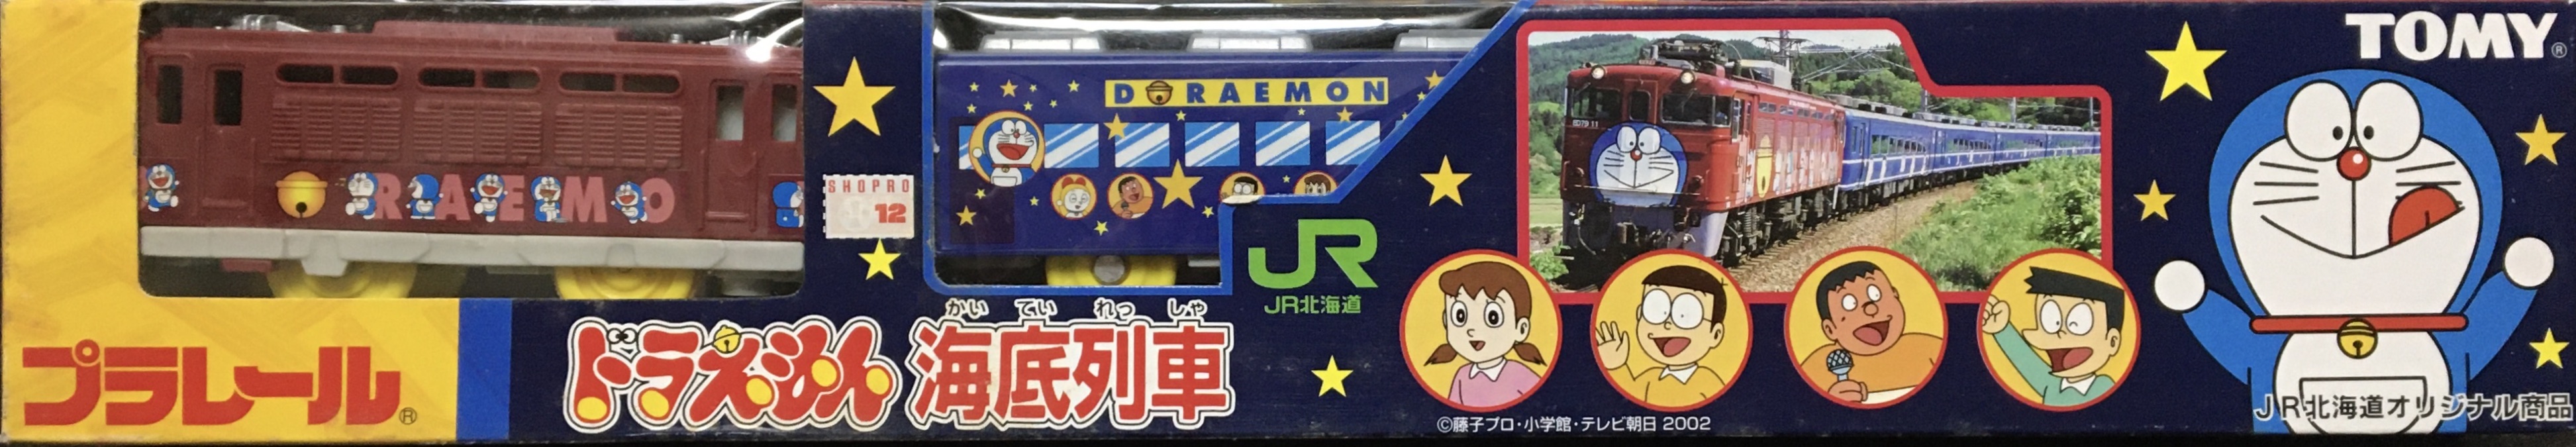 TOMY®
DORAEMON
ED79 11
RAEMO
SHOPRO
12
JR
JR北海道
かい てい れっ しゃ
ドラえもん 海底列車
プラレール®
©藤子プロ・小学館・テレビ朝日 2002
JR北海道オリジナル商品